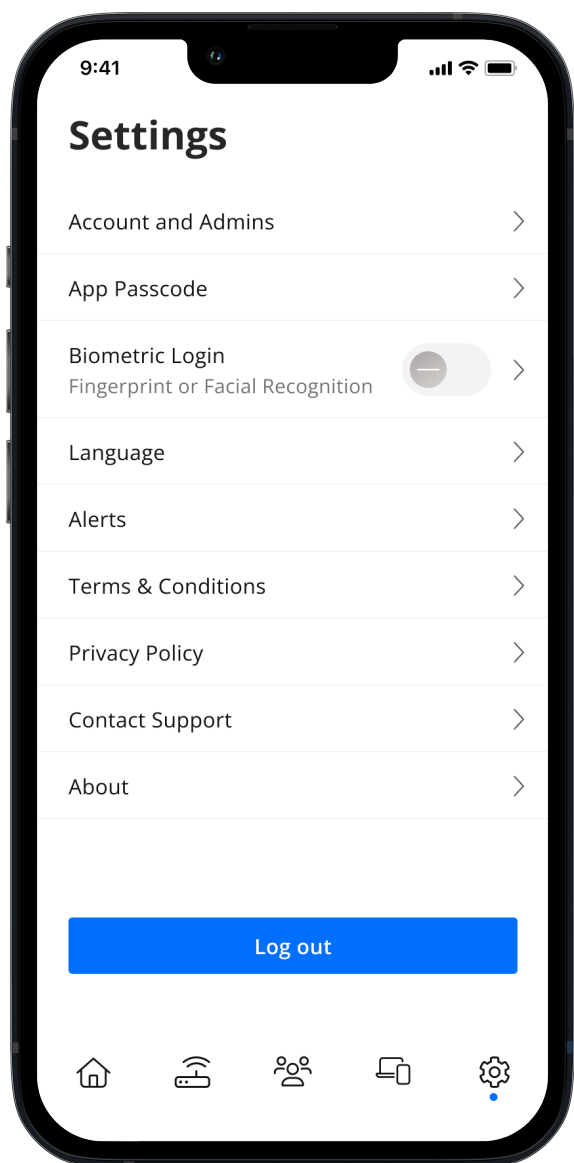 9:41
Settings
Account and Admins
App Passcode
Biometric Login
Fingerprint or Facial Recognition
Language
Alerts
Terms & Conditions
Privacy Policy
Contact Support
About
Log out